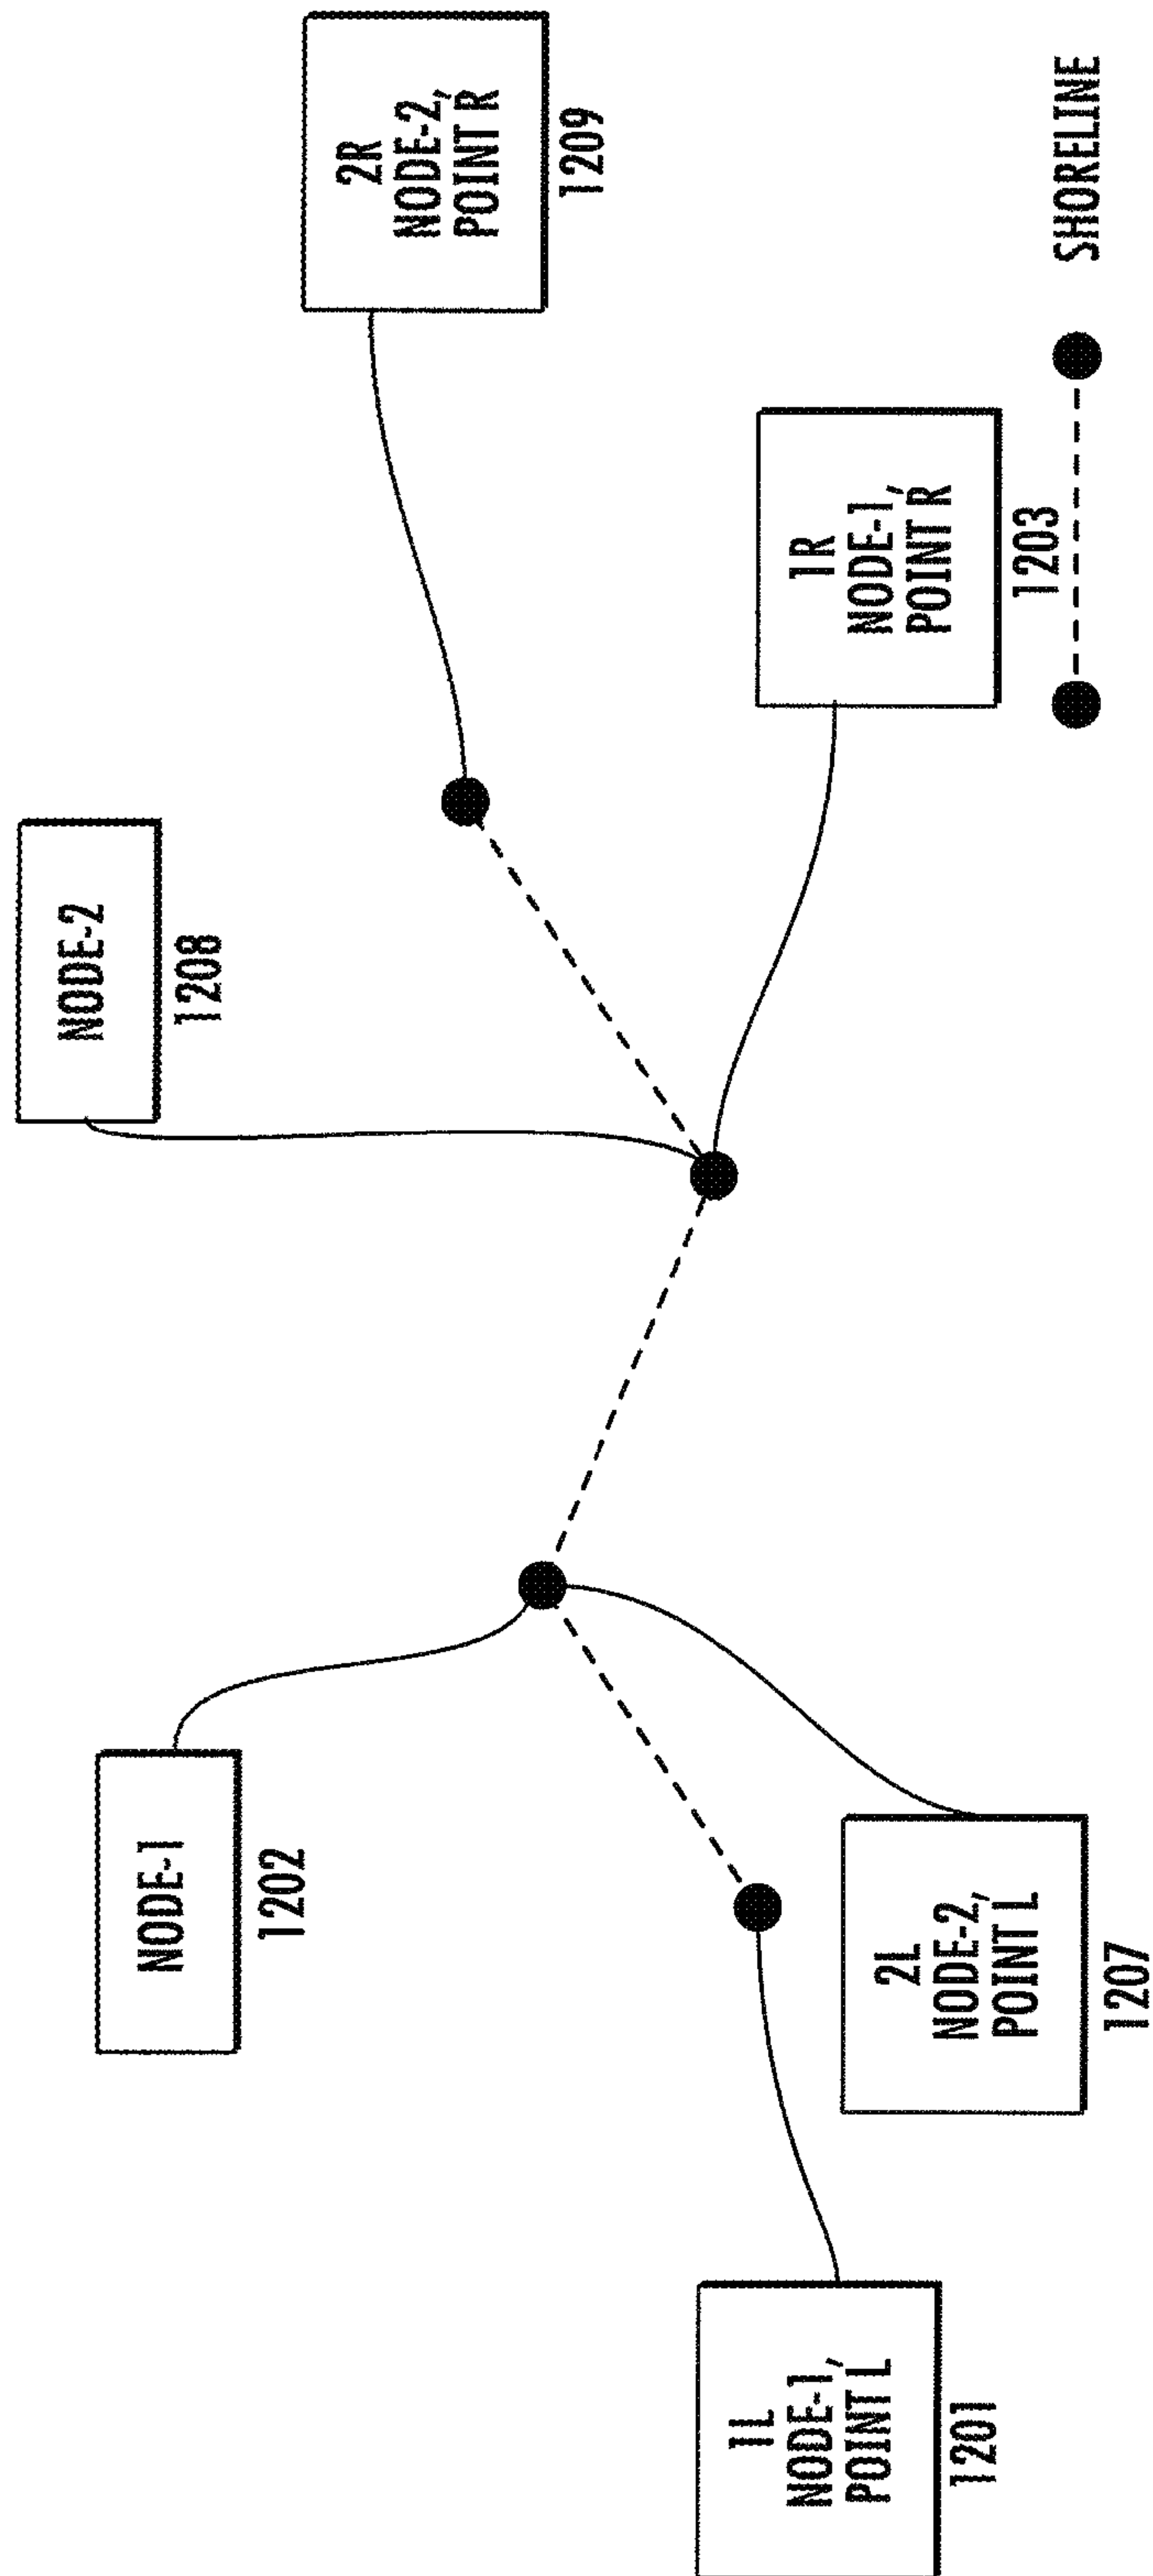 NODE-1
1202
NODE-2
1208
2R
NODE-2,
POINT R
1209
1L
NODE-1,
POINT L
1201
2L
NODE-2,
POINT L
1207
1R
NODE-1,
POINT R
1203
SHORELINE